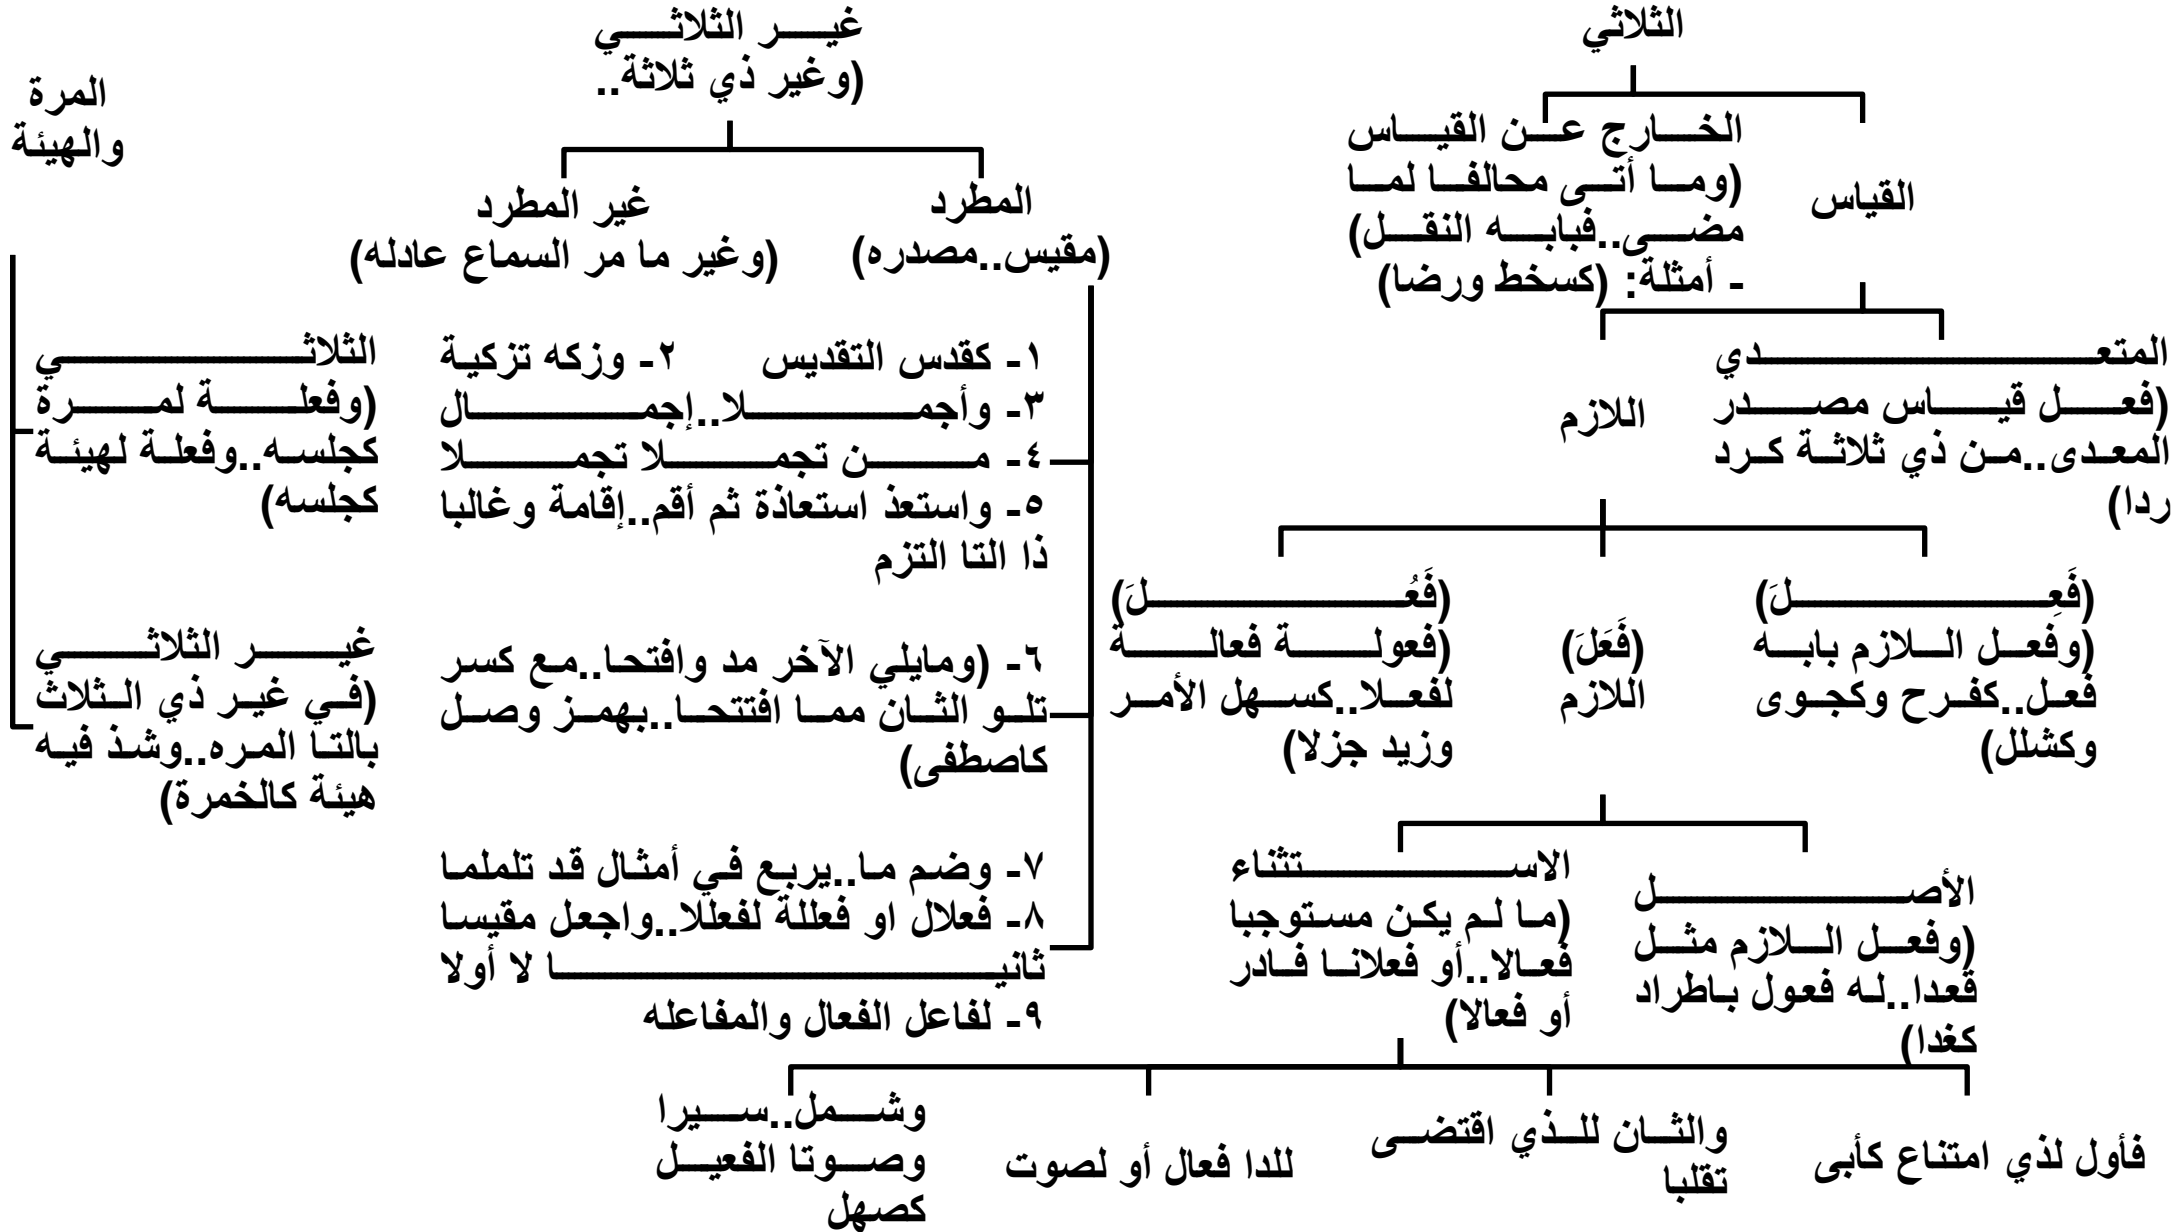 الثلاثي
الخارج عن القياس
(وما أتى محالفا لما
مضى..فبابه النقل)
- أمثلة: (كسخط ورضا)
القياس
المتعدي
(فعل قياس مصدر
المعدى..من ذي ثلاثة كرد
ردا)
اللازم
(فَعِلَ)
(وفعل اللازم بابه
فعل..كفرح وكجوى
وكشلل)
(فَعَلَ)
اللازم
(فَعُلَ)
(فعولة فعالة
لفعلا..كسهل الأمر
وزيد جزلا)
الأصل
(وفعل اللازم مثل
قعدا..له فعول باطراد
كغدا)
الاستثناء
(ما لم يكن مستوجبا
فعالا..أو فعلانا فادر
أو فعالا)
فأول لذي امتناع كأبى
والثان للذي اقتضى
تقلبا
للدا فعال أو لصوت
وشمل..سيرا
وصوتا الفعيل
كصهل
غير الثلاثي
(وغير ذي ثلاثة..
المطرد
(مقيس..مصدره)
غير المطرد
(وغير ما مر السماع عادله)
١- كقدس التقديس ٢- وزكه تزكية
٣- وأجملا..إجمال
٤- من تجملا تجملا
٥- واستعذ استعاذة ثم أقم..إقامة وغالبا
ذا التا التزم
٦- (ومايلي الآخر مد وافتحا..مع كسر
تلو الثان مما افتتحا..بهمز وصل
كاصطفى)
٧- وضم ما..يربع في أمثال قد تلملما
٨- فعلال او فعللة لفعللا..واجعل مقيسا
ثانيا لا أولا
٩- لفاعل الفعال والمفاعله
المرة
والهيئة
الثلاثي
(وفعلة لمرة
كجلسه..وفعلة لهيئة
كجلسه)
غير الثلاثي
(في غير ذي الثلاث
بالتا المره..وشذ فيه
هيئة كالخمرة)